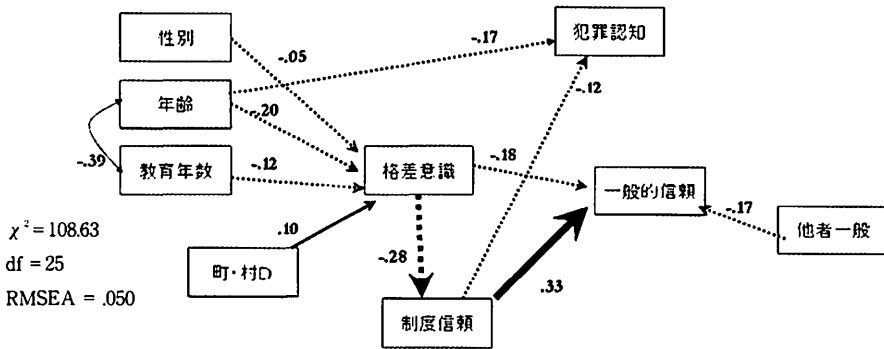 性別
犯罪認知
-.05
-.17
年齢
-.12
-.20
教育年数
-.39
-.12
格差意識
-.18
一般的信頼
-.17
他者一般
χ² = 108.63
.10
df = 25
町・村D
-.28
.33
RMSEA = .050
制度信頼